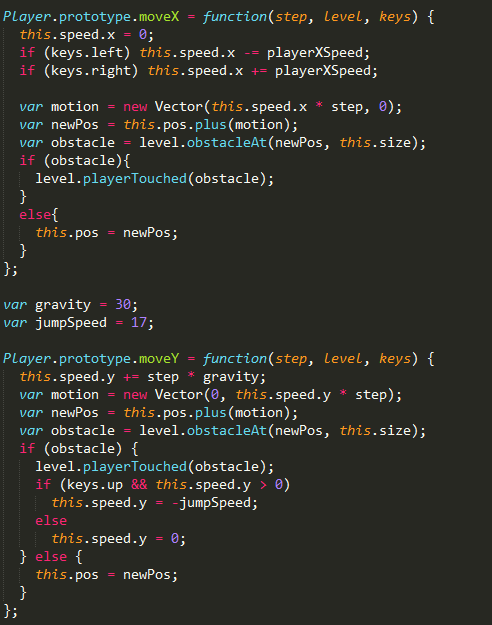 Player.prototype.moveX = function(step, level, keys) {
  this.speed.x = 0;
  if (keys.left) this.speed.x -= playerXSpeed;
  if (keys.right) this.speed.x += playerXSpeed;

  var motion = new Vector(this.speed.x * step, 0);
  var newPos = this.pos.plus(motion);
  var obstacle = level.obstacleAt(newPos, this.size);
  if (obstacle){
    level.playerTouched(obstacle);
  }
  else{
    this.pos = newPos;
  }
};

var gravity = 30;
var jumpSpeed = 17;

Player.prototype.moveY = function(step, level, keys) {
  this.speed.y += step * gravity;
  var motion = new Vector(0, this.speed.y * step);
  var newPos = this.pos.plus(motion);
  var obstacle = level.obstacleAt(newPos, this.size);
  if (obstacle) {
    level.playerTouched(obstacle);
    if (keys.up && this.speed.y > 0)
      this.speed.y = -jumpSpeed;
    else
      this.speed.y = 0;
  } else {
    this.pos = newPos;
  }
};